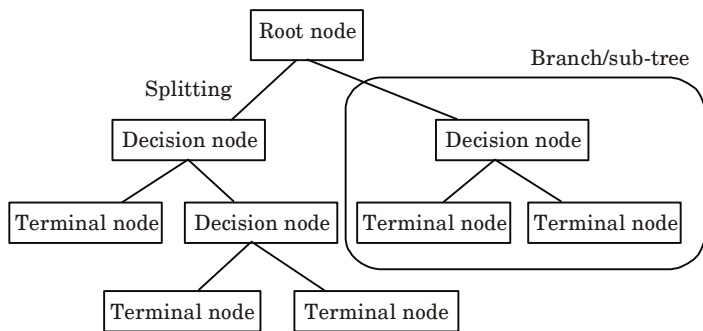 Root node
Branch/sub-tree
Splitting
Decision node
Decision node
Terminal node
Decision node
Terminal node
Terminal node
Terminal node
Terminal node